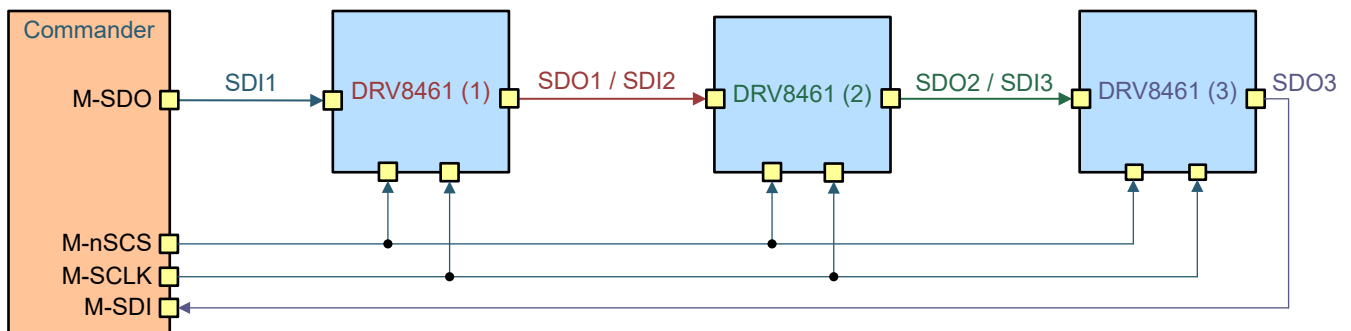 Commander
M-SDO
SDI1
DRV8461 (1)
SDO1 / SDI2
DRV8461 (2)
SDO2 / SDI3
DRV8461 (3)
SDO3
M-nSCS
M-SCLK
M-SDI